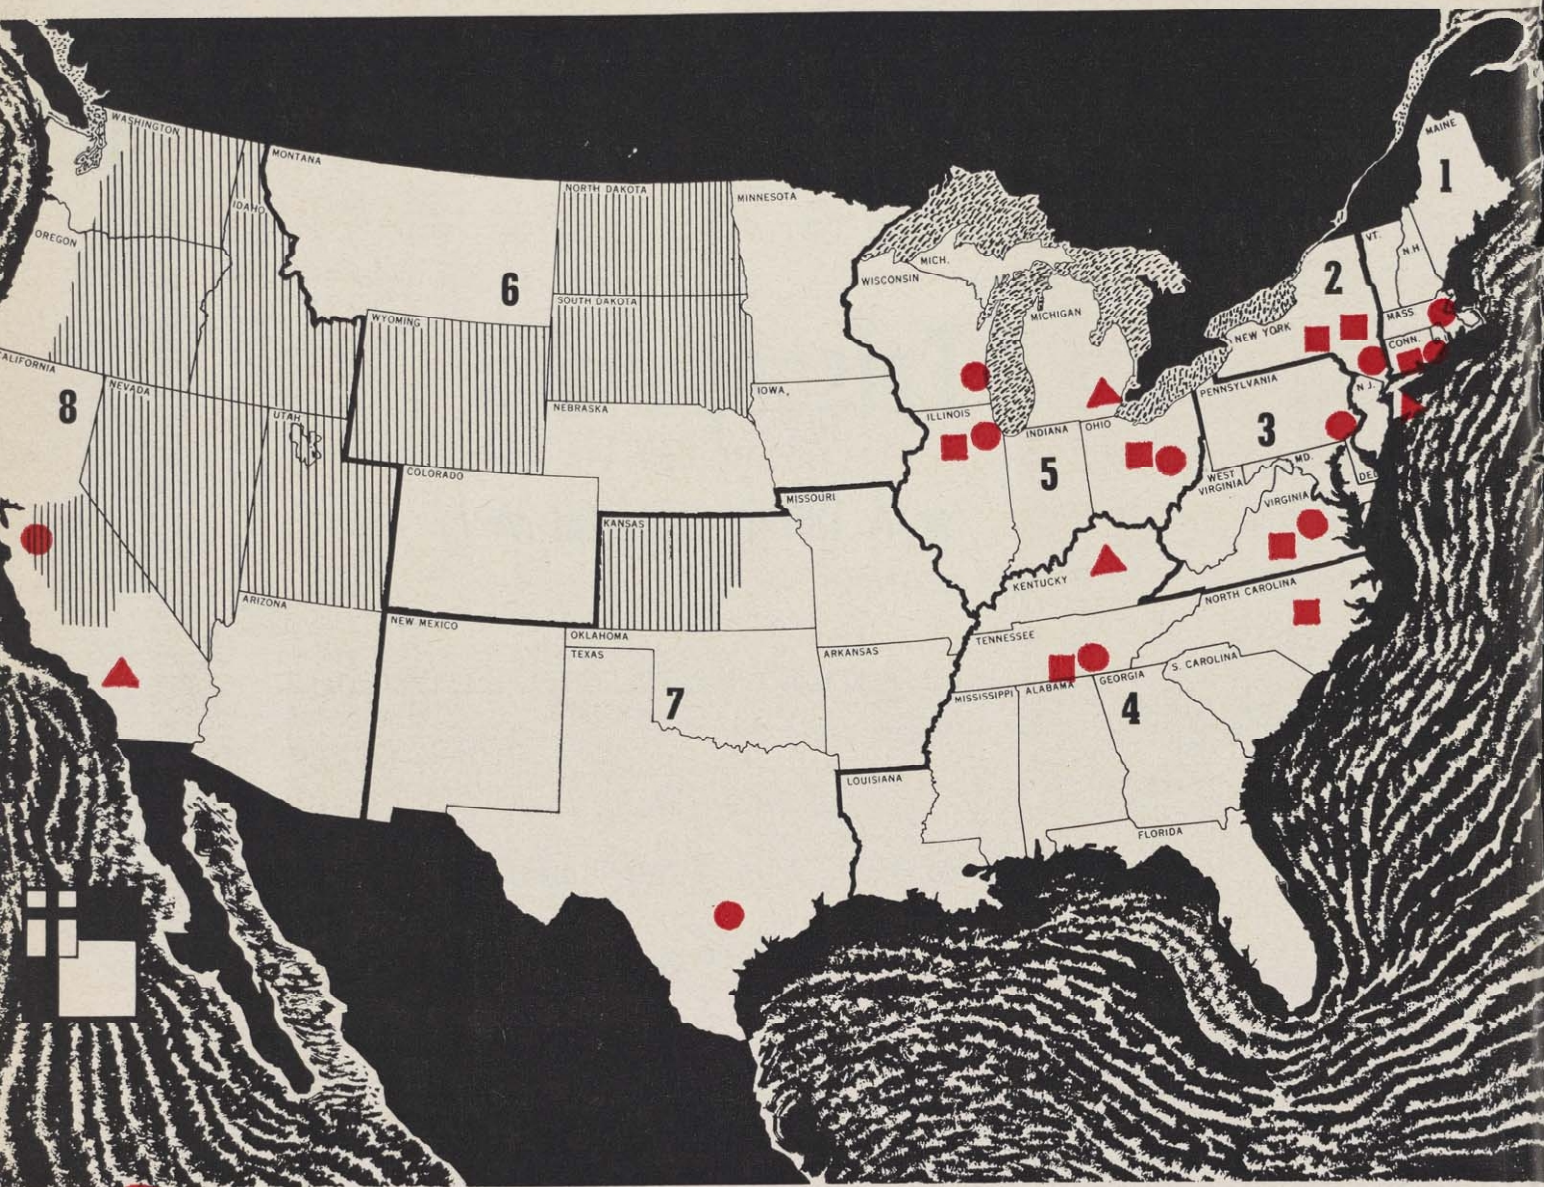 WASHINGTON
MONTANA
NORTH DAKOTA
MINNESOTA
MAINE
1
IDAHO
OREGON
VT.
N.H.
MICH.
WISCONSIN
6
2
SOUTH DAKOTA
MICHIGAN
WYOMING
NEW YORK
MASS
CONN.
R.I.
CALIFORNIA
NEVADA
8
IOWA
NEBRASKA
PENNSYLVANIA
N.J.
UTAH
ILLINOIS
INDIANA
OHIO
3
5
COLORADO
WEST
VIRGINIA
MD.
DEL
MISSOURI
VIRGINIA
KANSAS
KENTUCKY
NORTH CAROLINA
ARIZONA
NEW MEXICO
OKLAHOMA
TENNESSEE
TEXAS
ARKANSAS
S. CAROLINA
GEORGIA
ALABAMA
MISSISSIPPI
7
4
LOUISIANA
FLORIDA